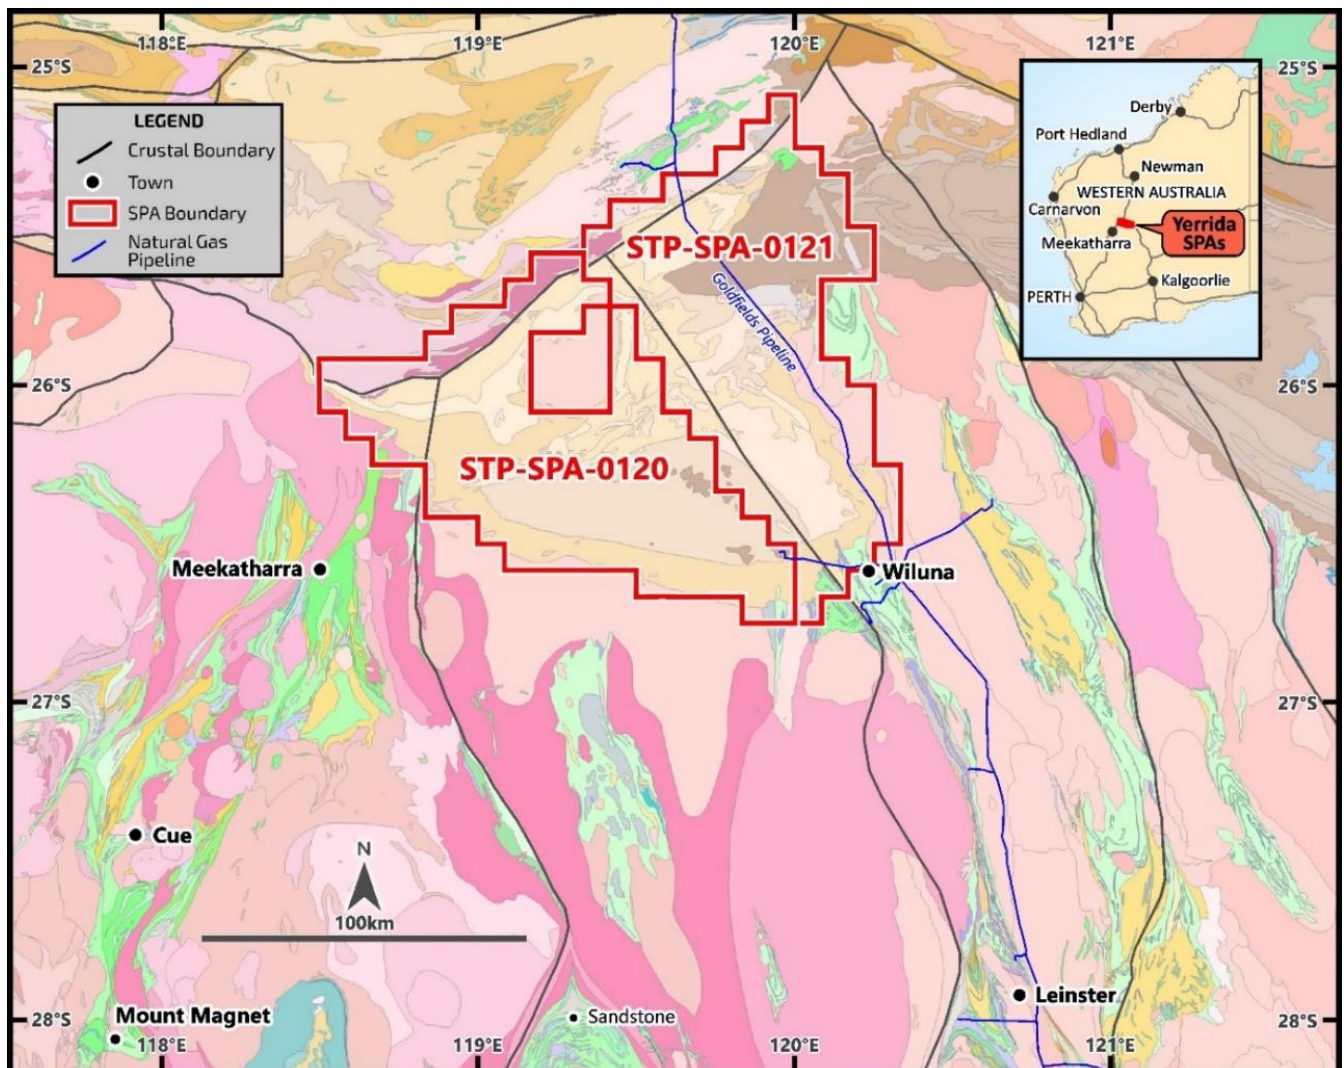 118°E
119°E
120°E
121°E
25°S
25°S
LEGEND
Crustal Boundary
Town
SPA Boundary
Natural Gas
Pipeline
Derby
Port Hedland
Newman
WESTERN AUSTRALIA
Carnarvon
Meekatharra
Yerrida
SPAs
Kalgoorlie
PERTH
STP-SPA-0121
Goldfields Pipeline
26°S
26°S
STP-SPA-0120
Meekatharra
Wiluna
27°S
27°S
Cue
N
100km
Leinster
Mount Magnet
Sandstone
28°S
28°S
118°E
119°E
120°E
121°E